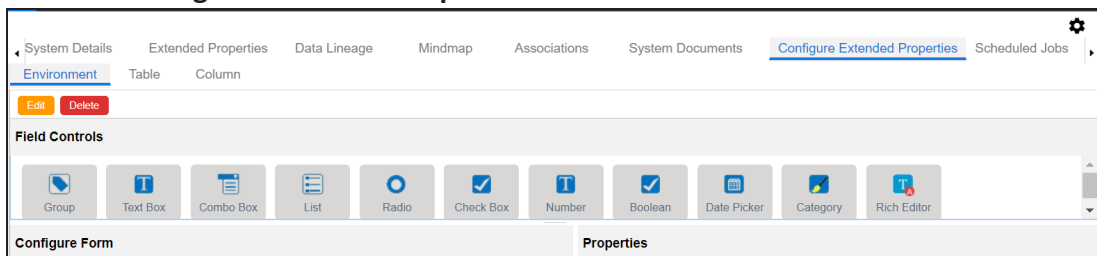 System Details Extended Properties Data Lineage Mindmap Associations System Documents Configure Extended Properties Scheduled Jobs
Environment Table Column
Edit Delete
Field Controls
Group Text Box Combo Box List Radio Check Box Number Boolean Date Picker Category Rich Editor
Configure Form Properties